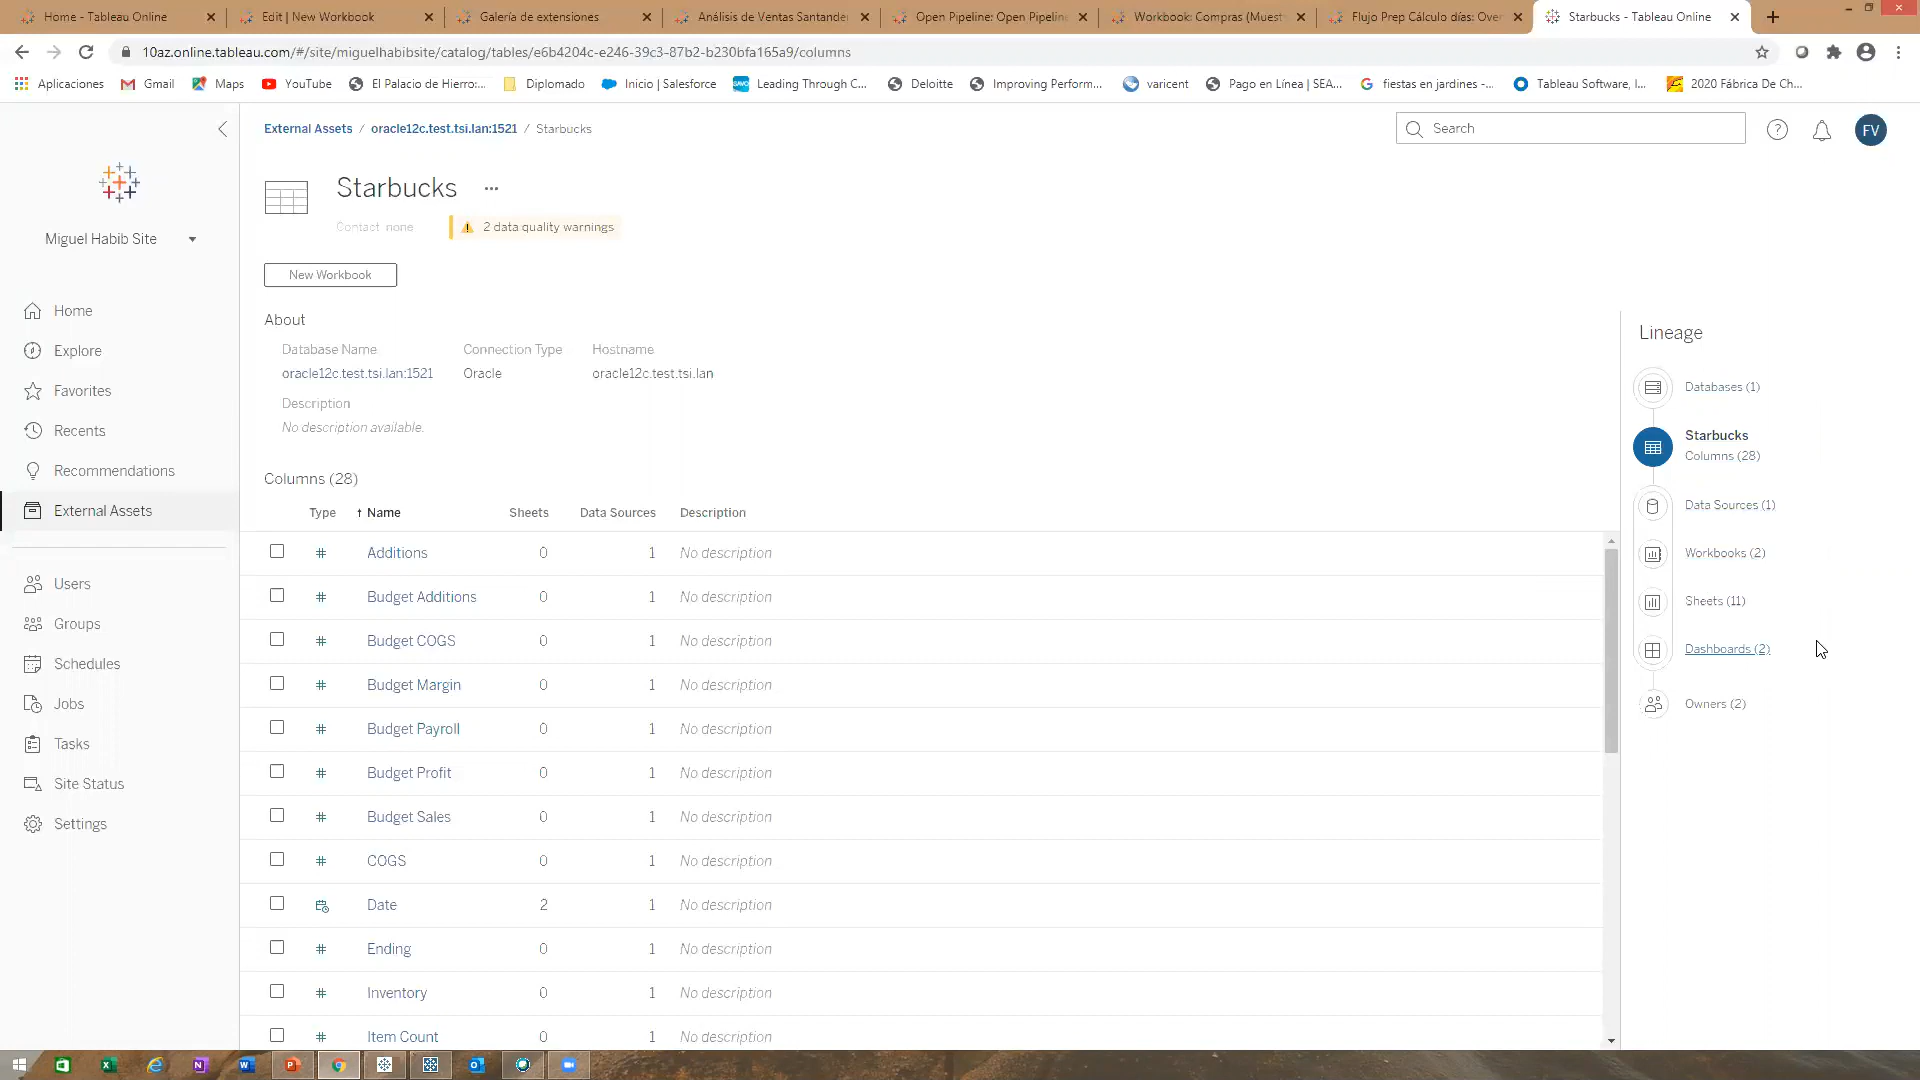 Home - Tableau Online
Edit | New Workbook
Galería de extensiones
Análisis de Ventas Santander
Open Pipeline: Open Pipeline
Workbook: Compras (Muest
Flujo Prep Cálculo días: Over
Starbucks - Tableau Online
10az.online.tableau.com/#/site/miguelhabibsite/catalog/tables/e6b4204c-e246-39c3-87b2-b230bfa165a9/columns
Aplicaciones
Gmail
Maps
YouTube
El Palacio de Hierro:...
Diplomado
Inicio | Salesforce
Leading Through C...
Deloitte
Improving Perform...
varicent
Pago en Línea | SEA...
fiestas en jardines -...
Tableau Software, I...
2020 Fábrica De Ch...
External Assets / oracle12c.test.tsi.lan:1521 / Starbucks
Search
FV
Miguel Habib Site
Home
Explore
Favorites
Recents
Recommendations
External Assets
Users
Groups
Schedules
Jobs
Tasks
Site Status
Settings
Starbucks ...
Contact none
2 data quality warnings
New Workbook
About
Database Name Connection Type Hostname
oracle12c.test.tsi.lan:1521 Oracle oracle12c.test.tsi.lan
Description
No description available.
Columns (28)
Type ↑ Name Sheets Data Sources Description
# Additions 0 1 No description
# Budget Additions 0 1 No description
# Budget COGS 0 1 No description
# Budget Margin 0 1 No description
# Budget Payroll 0 1 No description
# Budget Profit 0 1 No description
# Budget Sales 0 1 No description
# COGS 0 1 No description
Date 2 1 No description
# Ending 0 1 No description
# Inventory 0 1 No description
# Item Count 0 1 No description
Lineage
Databases (1)
Starbucks
Columns (28)
Data Sources (1)
Workbooks (2)
Sheets (11)
Dashboards (2)
Owners (2)